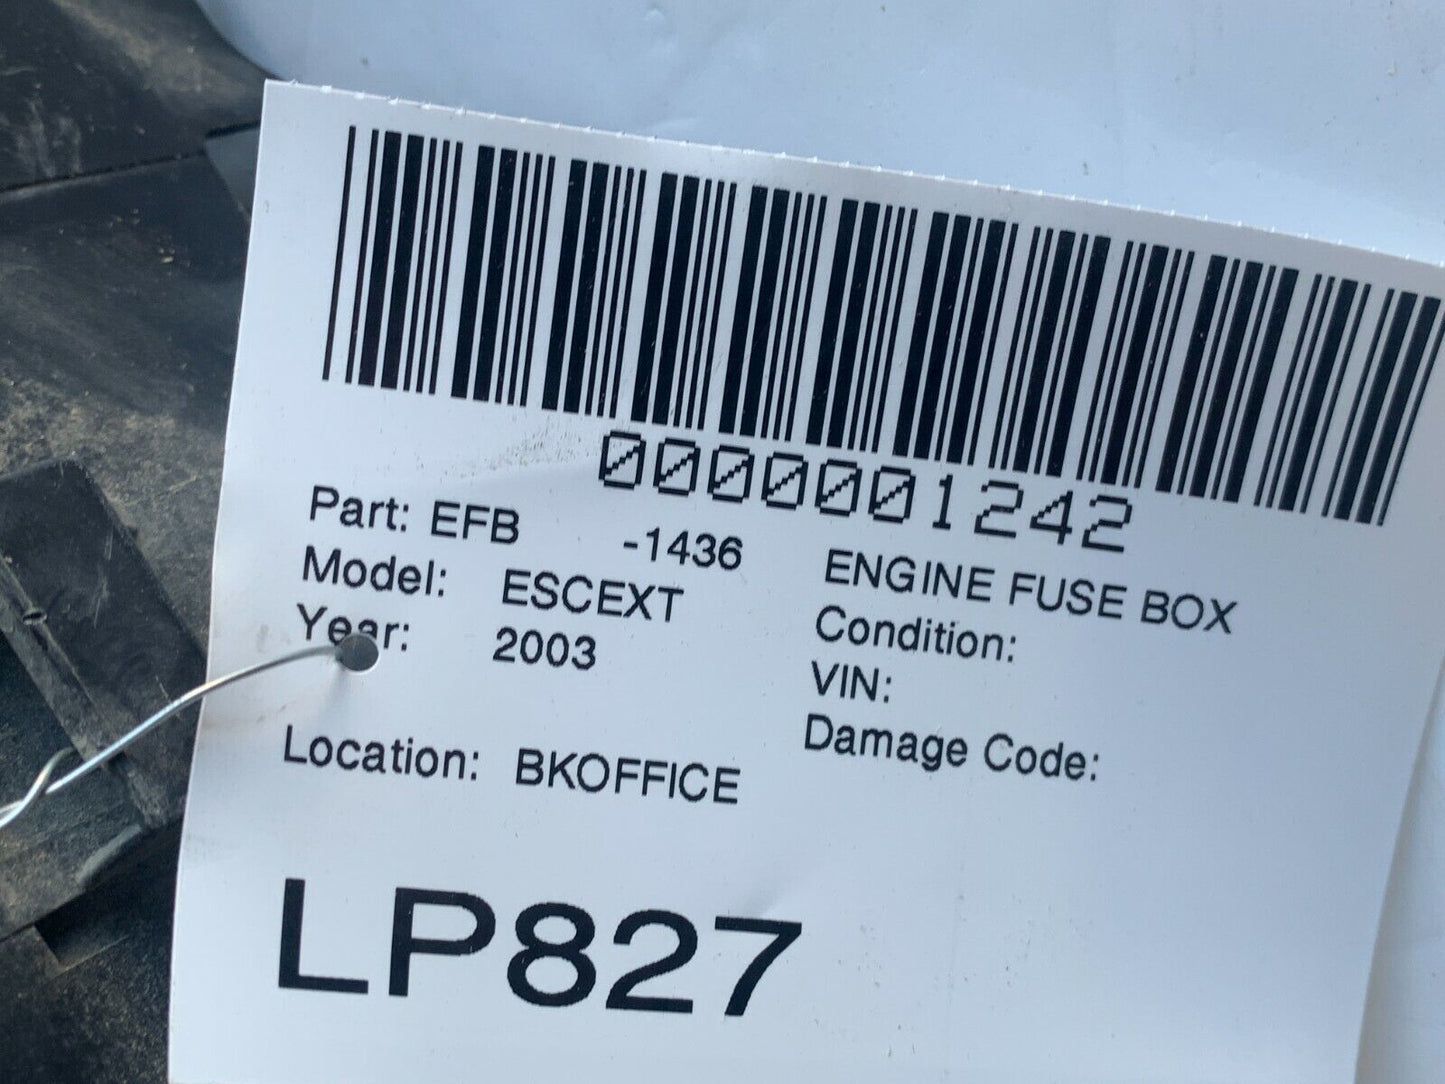 0000001242
Part: EFB -1436 ENGINE FUSE BOX
Model: ESCEXT Condition:
Year: 2003 VIN:
Damage Code:
Location: BKOFFICE
LP827